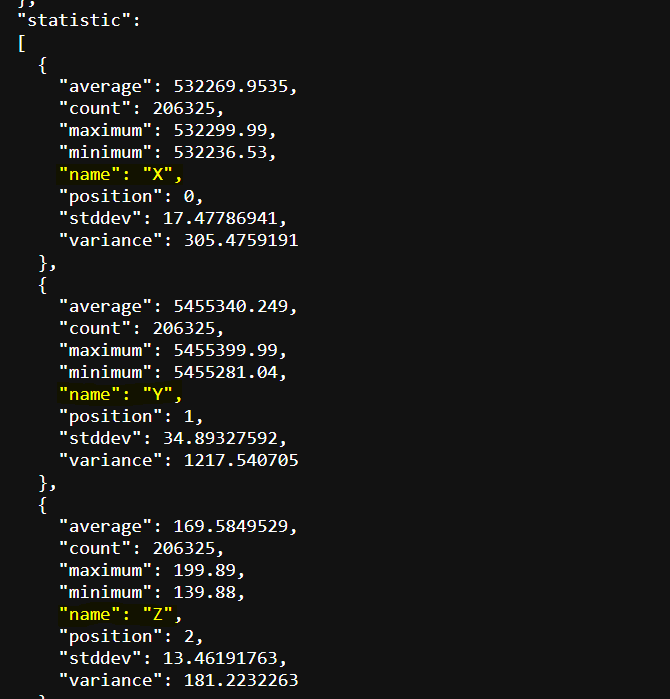 },
"statistic":
[
{
"average": 532269.9535,
"count": 206325,
"maximum": 532299.99,
"minimum": 532236.53,
"name": "X",
"position": 0,
"stddev": 17.47786941,
"variance": 305.4759191
},
{
"average": 5455340.249,
"count": 206325,
"maximum": 5455399.99,
"minimum": 5455281.04,
"name": "Y",
"position": 1,
"stddev": 34.89327592,
"variance": 1217.540705
},
{
"average": 169.5849529,
"count": 206325,
"maximum": 199.89,
"minimum": 139.88,
"name": "Z",
"position": 2,
"stddev": 13.46191763,
"variance": 181.2232263